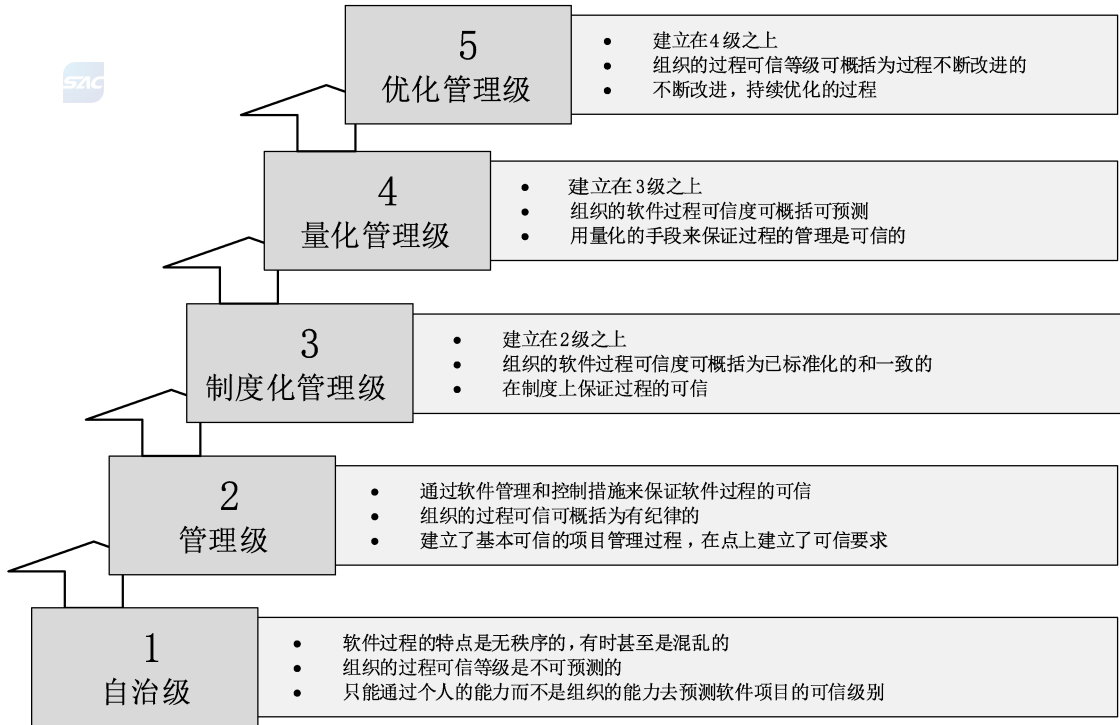 SAC
5
优化管理级
• 建立在4级之上
• 组织的过程可信等级可概括为过程不断改进的
• 不断改进，持续优化的过程
4
量化管理级
• 建立在3级之上
• 组织的软件过程可信度可概括可预测
• 用量化的手段来保证过程的管理是可信的
3
制度化管理级
• 建立在2级之上
• 组织的软件过程可信度可概括为已标准化的和一致的
• 在制度上保证过程的可信
2
管理级
• 通过软件管理和控制措施来保证软件过程的可信
• 组织的过程可信可概括为有纪律的
• 建立了基本可信的项目管理过程，在点上建立了可信要求
1
自治级
• 软件过程的特点是无秩序的，有时甚至是混乱的
• 组织的过程可信等级是不可预测的
• 只能通过个人的能力而不是组织的能力去预测软件项目的可信级别